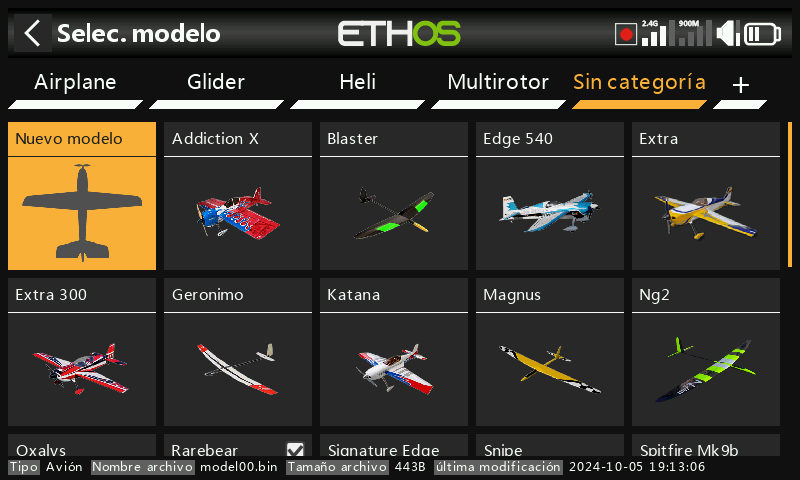 Selec. modelo ETHOS 2.4G 900M
Airplane Glider Heli Multirotor Sin categoría +
Nuevo modelo Addiction X Blaster Edge 540 Extra
Extra 300 Geronimo Katana Magnus Ng2
Oxalys Rarebear Signature Edge Snipe Spitfire Mk9b
Tipo Avión Nombre archivo model00.bin Tamaño archivo 443B última modificación 2024-10-05 19:13:06